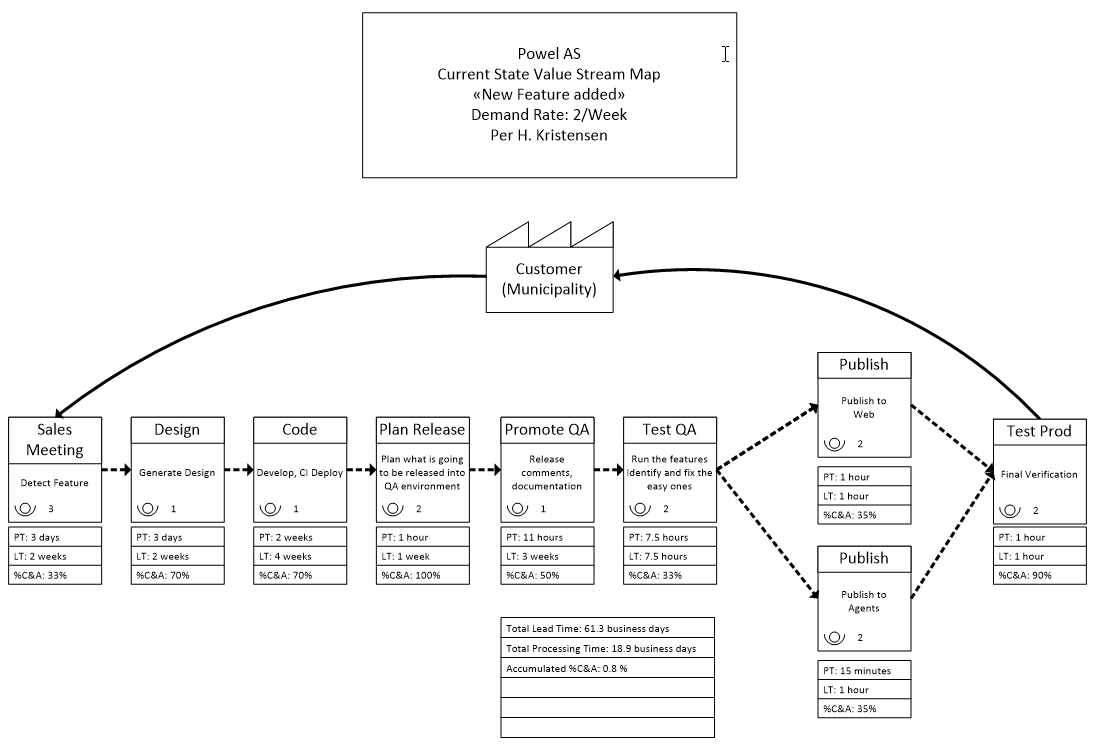 Powel AS
Current State Value Stream Map
«New Feature added»
Demand Rate: 2/Week
Per H. Kristensen
Customer
(Municipality)
Sales
Meeting
Detect Feature
3
PT: 3 days
LT: 2 weeks
%C&A: 33%
Design
Generate Design
1
PT: 3 days
LT: 2 weeks
%C&A: 70%
Code
Develop, CI Deploy
1
PT: 2 weeks
LT: 4 weeks
%C&A: 70%
Plan Release
Plan what is going
to be released into
QA environment
2
PT: 1 hour
LT: 1 week
%C&A: 100%
Promote QA
Release
comments,
documentation
1
PT: 11 hours
LT: 3 weeks
%C&A: 50%
Test QA
Run the features
Identify and fix the
easy ones
2
PT: 7.5 hours
LT: 7.5 hours
%C&A: 33%
Publish
Publish to
Web
2
PT: 1 hour
LT: 1 hour
%C&A: 35%
Publish
Publish to
Agents
2
PT: 15 minutes
LT: 1 hour
%C&A: 35%
Test Prod
Final Verification
2
PT: 1 hour
LT: 1 hour
%C&A: 90%
Total Lead Time: 61.3 business days
Total Processing Time: 18.9 business days
Accumulated %C&A: 0.8 %